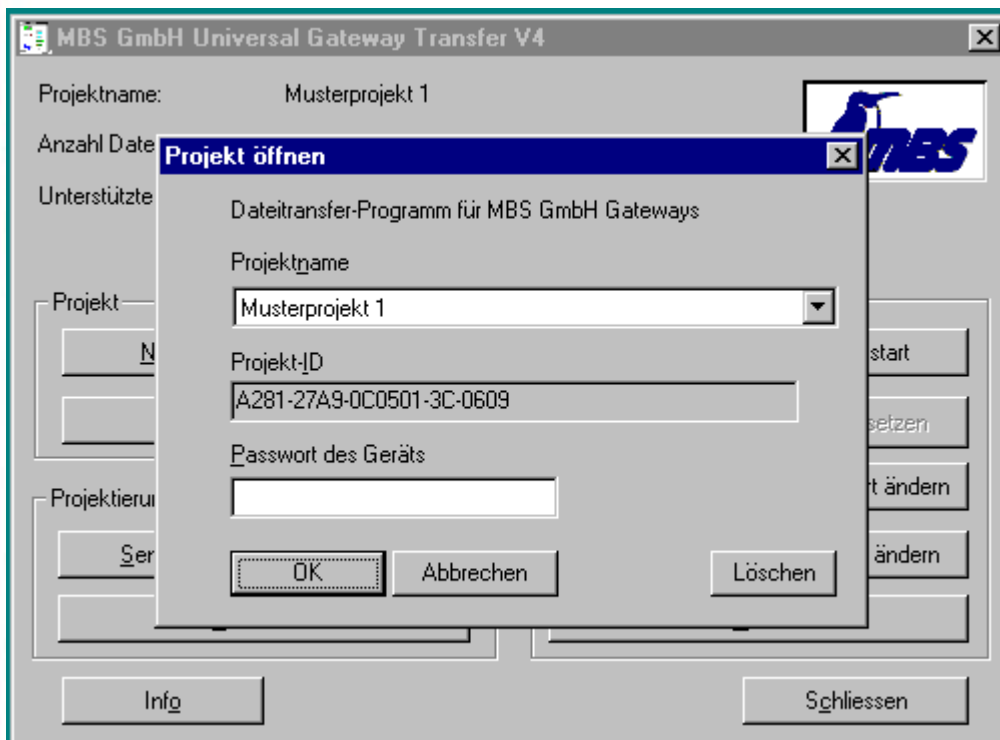 MBS GmbH Universal Gateway Transfer V4
Projektname: Musterprojekt 1
MBS
Anzahl Date
Unterstützte
Projekt öffnen
Dateitransfer-Programm für MBS GmbH Gateways
Projektname
Musterprojekt 1
Projekt-ID
A281-27A9-0C0501-3C-0609
Passwort des Geräts
OK Abbrechen Löschen
Projekt
N
start
setzen
Projektierun
t ändern
Ser
ändern
Info Schliessen